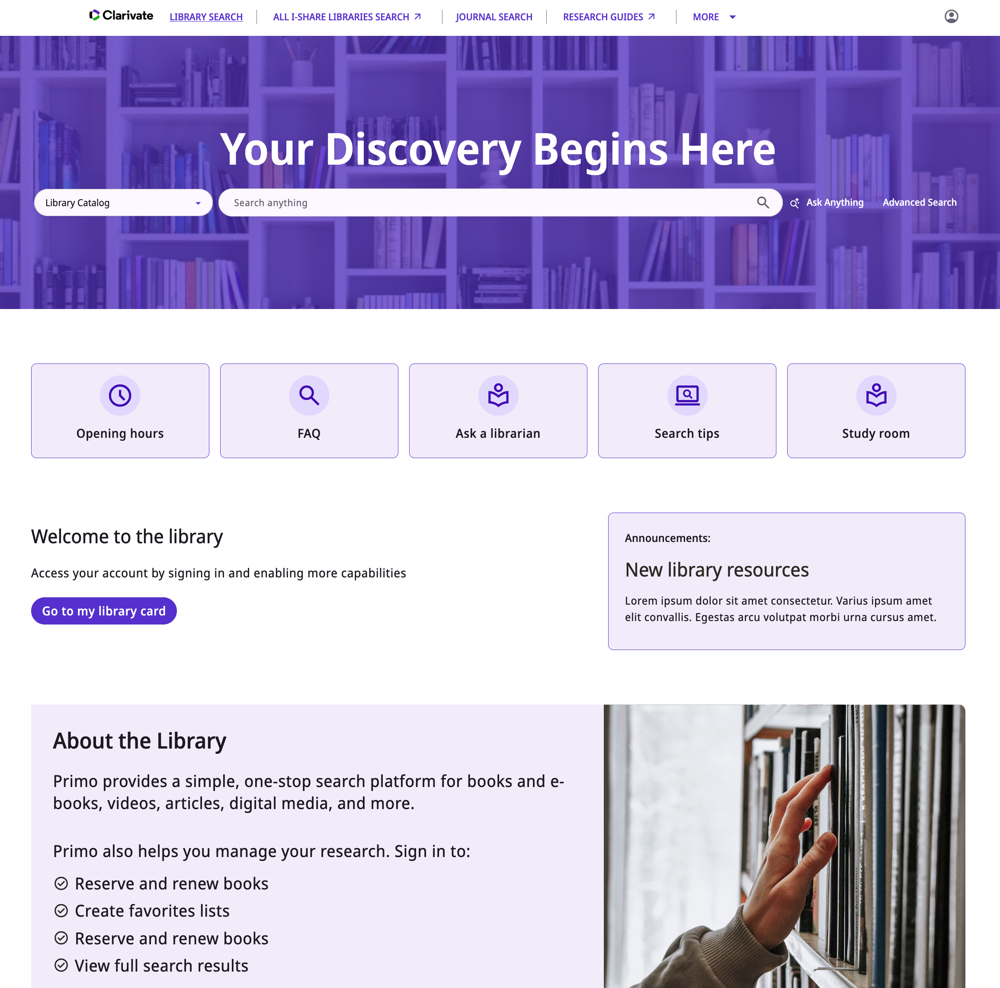 Clarivate
LIBRARY SEARCH
ALL I-SHARE LIBRARIES SEARCH
JOURNAL SEARCH
RESEARCH GUIDES
MORE
Your Discovery Begins Here
Library Catalog
Search anything
Ask Anything
Advanced Search
Opening hours
FAQ
Ask a librarian
Search tips
Study room
Welcome to the library
Access your account by signing in and enabling more capabilities
Go to my library card
Announcements:
New library resources
Lorem ipsum dolor sit amet consectetur. Varius ipsum amet
elit convallis. Egestas arcu volutpat morbi urna cursus amet.
About the Library
Primo provides a simple, one-stop search platform for books and e-
books, videos, articles, digital media, and more.
Primo also helps you manage your research. Sign in to:
Reserve and renew books
Create favorites lists
Reserve and renew books
View full search results